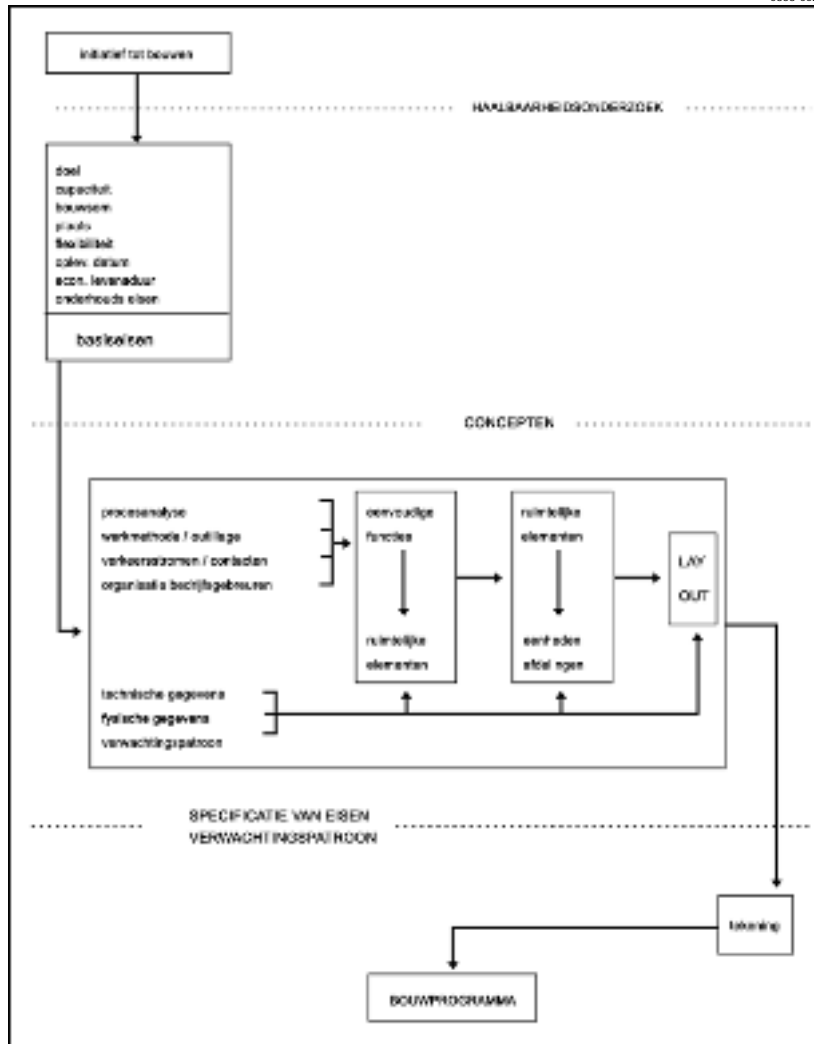 initiatief tot bouwen
HAALBAARHEIDSONDERZOEK
doel
capaciteit
bouwsom
plaats
flexibiliteit
oplev. datum
econ. levensduur
onderhouds eisen
basiseisen
CONCEPTEN
procesanalyse
werkmethode / outillage
verkeersstromen / contacten
organisatie bedrijfsgebeuren
eenvoudige
functies
ruimtelijke
elementen
ruimtelijke
elementen
eenheden
afdelingen
LAY
OUT
technische gegevens
fysische gegevens
verwachtingspatroon
SPECIFICATIE VAN EISEN
VERWACHTINGSPATROON
tekening
BOUWPROGRAMMA